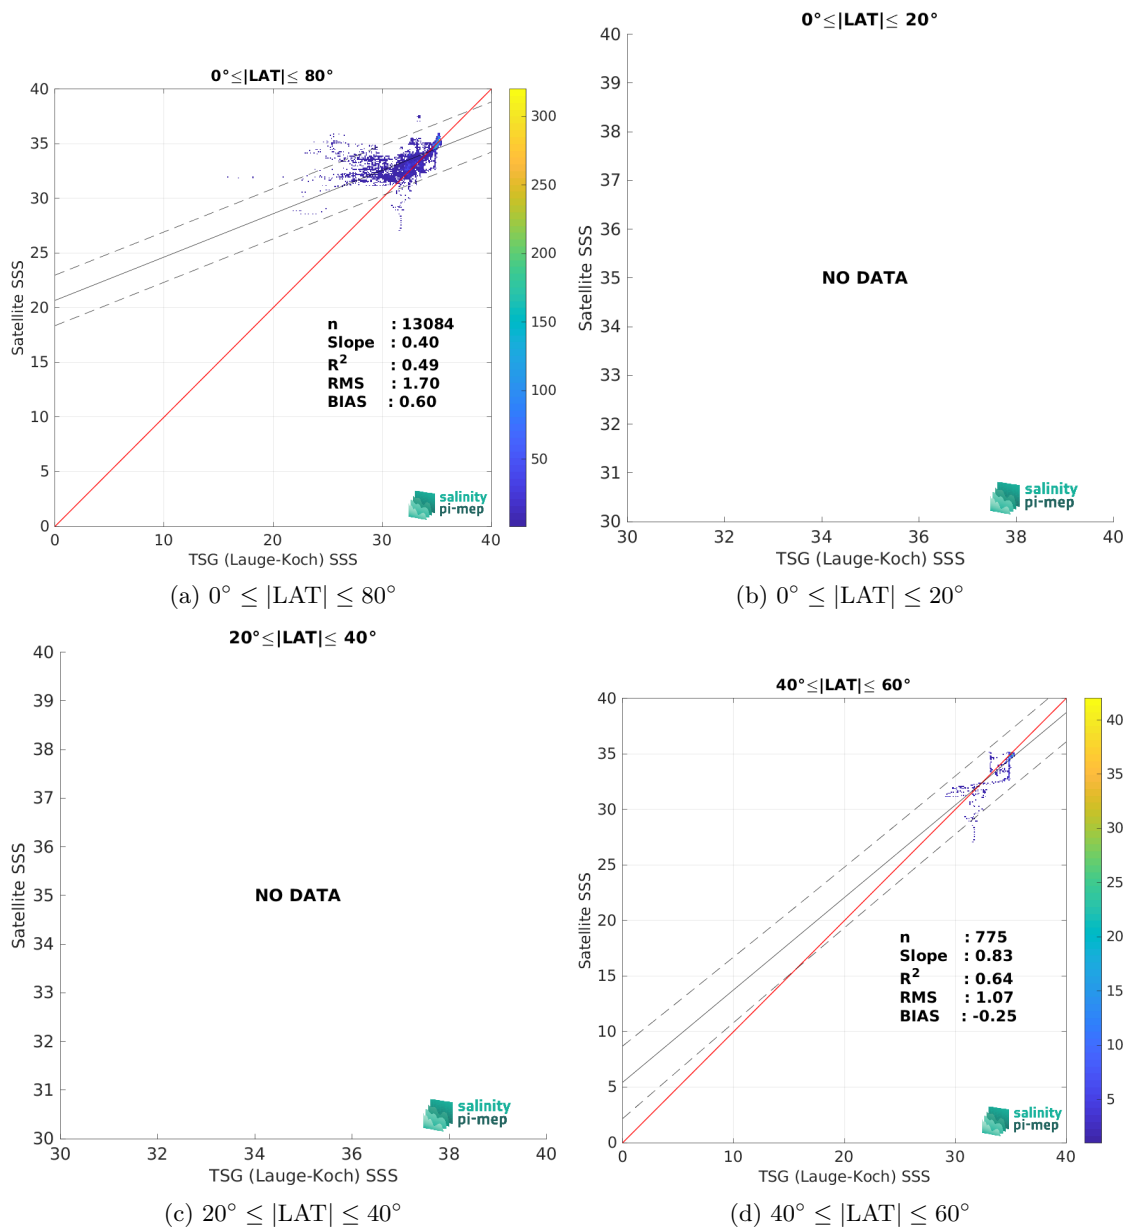 0°≤|LAT|≤ 80°
Satellite SSS
40
35
30
25
20
15
10
5
0
0 10 20 30 40
TSG (Lauge-Koch) SSS
n : 13084
Slope : 0.40
R² : 0.49
RMS : 1.70
BIAS : 0.60
salinity
pi-mep
300
250
200
150
100
50
(a) 0° ≤ |LAT| ≤ 80°
0°≤|LAT|≤ 20°
Satellite SSS
40
39
38
37
36
35
34
33
32
31
30
30 32 34 36 38 40
TSG (Lauge-Koch) SSS
NO DATA
salinity
pi-mep
(b) 0° ≤ |LAT| ≤ 20°
20°≤|LAT|≤ 40°
Satellite SSS
40
39
38
37
36
35
34
33
32
31
30
30 32 34 36 38 40
TSG (Lauge-Koch) SSS
NO DATA
salinity
pi-mep
(c) 20° ≤ |LAT| ≤ 40°
40°≤|LAT|≤ 60°
Satellite SSS
40
35
30
25
20
15
10
5
0
0 10 20 30 40
TSG (Lauge-Koch) SSS
n : 775
Slope : 0.83
R² : 0.64
RMS : 1.07
BIAS : -0.25
salinity
pi-mep
40
35
30
25
20
15
10
5
(d) 40° ≤ |LAT| ≤ 60°